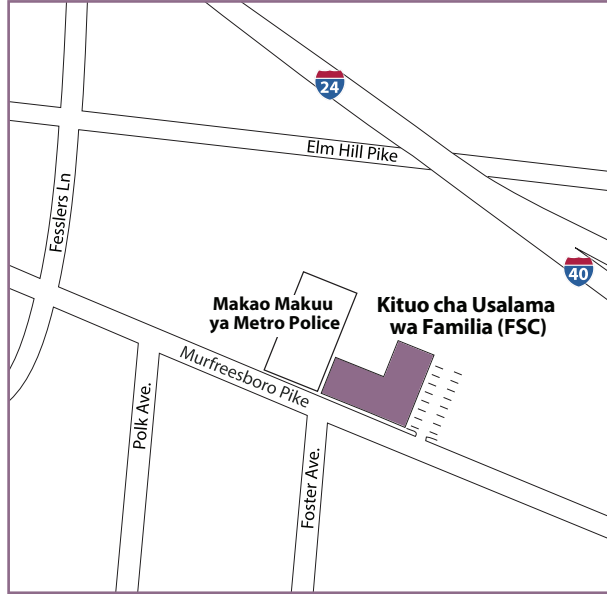 24
Elm Hill Pike
Fesslers Ln
40
Makao Makuu
ya Metro Police
Kituo cha Usalama
wa Familia (FSC)
Murfreesboro Pike
Polk Ave.
Foster Ave.